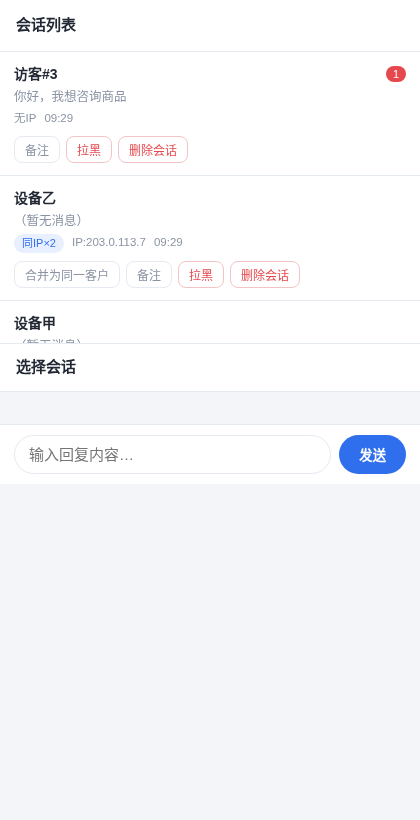 会话列表
访客#3 1
你好，我想咨询商品
无IP 09:29
备注 拉黑 删除会话
设备乙
（暂无消息）
同IP×2 IP:203.0.113.7 09:29
合并为同一客户 备注 拉黑 删除会话
设备甲
（暂无消息）
选择会话
输入回复内容… 发送